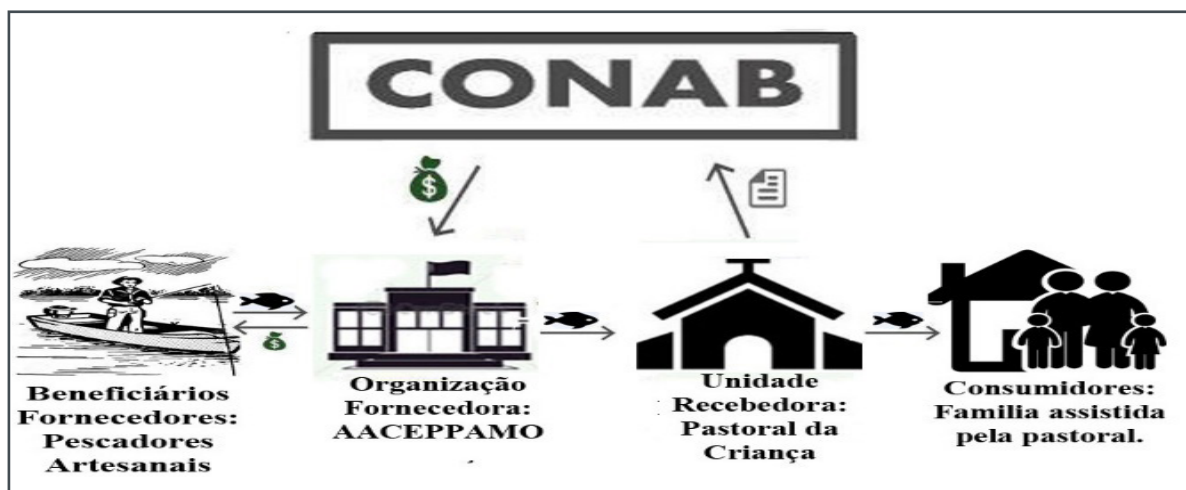 CONAB
$
$
Beneficiários
Fornecedores:
Pescadores
Artesanais
Organização
Fornecedora:
AACEPPAMO
Unidade
Recebedora:
Pastoral da
Criança
Consumidores:
Familia assistida
pela pastoral.